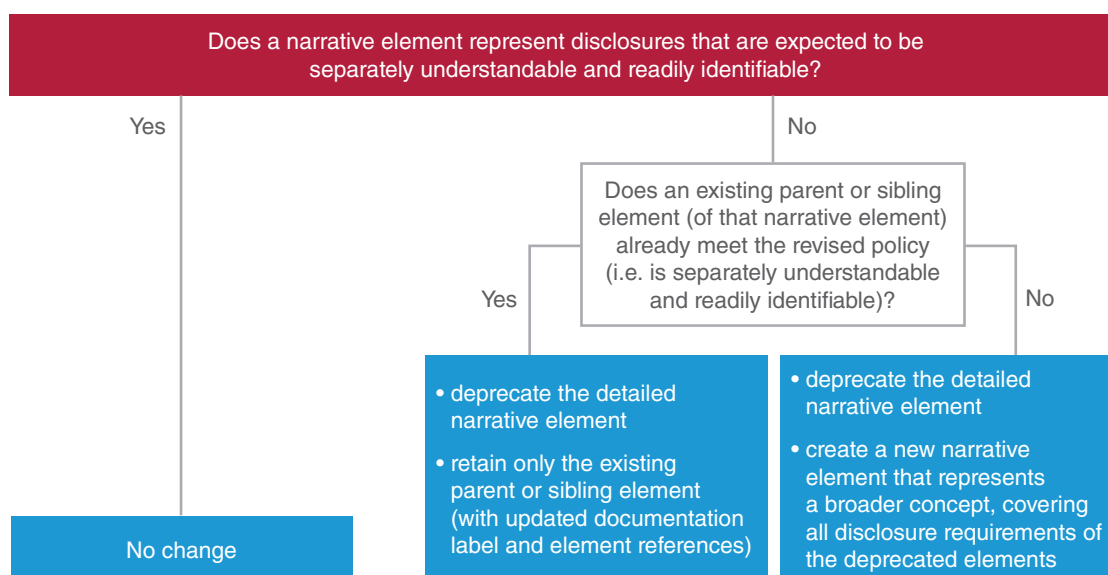 Does a narrative element represent disclosures that are expected to be
separately understandable and readily identifiable?
Yes
No
Does an existing parent or sibling
element (of that narrative element)
already meet the revised policy
(i.e. is separately understandable
and readily identifiable)?
Yes
No
• deprecate the detailed
narrative element
• retain only the existing
parent or sibling element
(with updated documentation
label and element references)
• deprecate the detailed
narrative element
• create a new narrative
element that represents
a broader concept, covering
all disclosure requirements of
the deprecated elements
No change